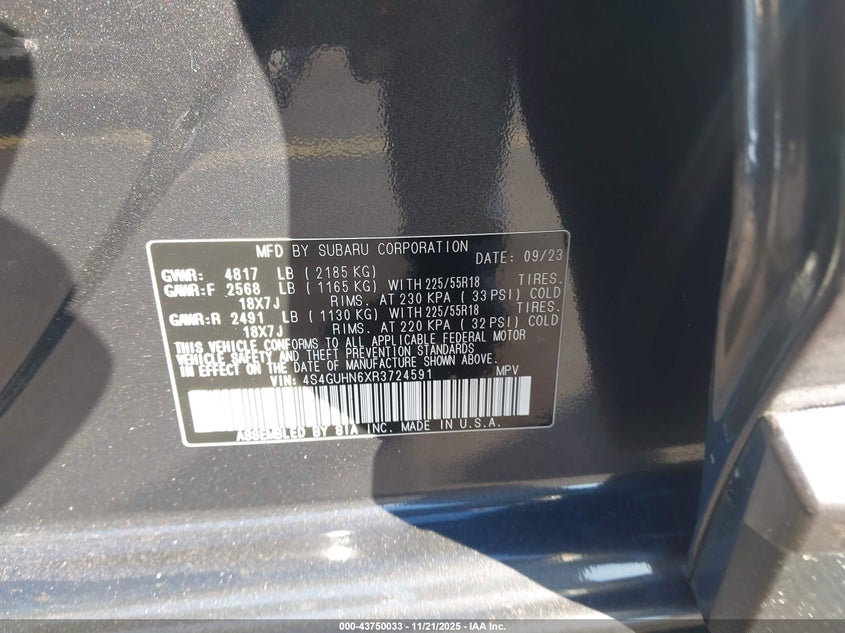 MFD BY SUBARU CORPORATION DATE: 09/23
GVWR: 4817 LB ( 2185 KG)
GAWR:F 2568 LB ( 1165 KG) WITH 225/55R18 TIRES.
18X7J RIMS. AT 230 KPA ( 33 PSI) COLD
GAWR:R 2491 LB ( 1130 KG) WITH 225/55R18 TIRES.
18X7J RIMS. AT 220 KPA ( 32 PSI) COLD
THIS VEHICLE CONFORMS TO ALL APPLICABLE FEDERAL MOTOR
VEHICLE SAFETY AND THEFT PREVENTION STANDARDS
IN EFFECT ON THE DATE OF MANUFACTURE SHOWN ABOVE.
VIN: 4S4GUHN6XR3724591 MPV
ASSEMBLED BY SIA INC. MADE IN U.S.A.
000-43750033 - 11/21/2025 - IAA Inc.